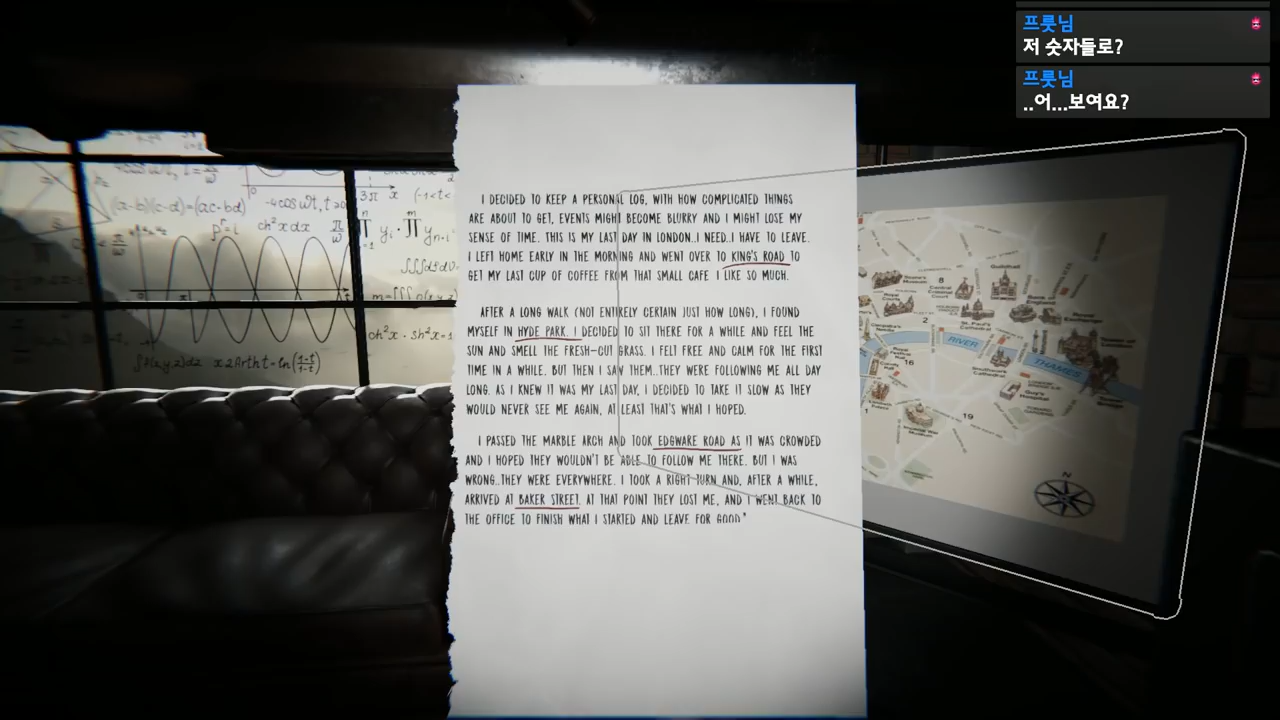 프룻님
저 숫자들로?
프룻님
..어...보여요?
I DECIDED TO KEEP A PERSONAL LOG, WITH HOW COMPLICATED THINGS
ARE ABOUT TO GET, EVENTS MIGHT BECOME BLURRY AND I MIGHT LOSE MY
SENSE OF TIME. THIS IS MY LAST DAY IN LONDON..I NEED..I HAVE TO LEAVE.
I LEFT HOME EARLY IN THE MORNING AND WENT OVER TO KING'S ROAD TO
GET MY LAST CUP OF COFFEE FROM THAT SMALL CAFE I LIKE SO MUCH.
AFTER A LONG WALK (NOT ENTIRELY CERTAIN JUST HOW LONG), I FOUND
MYSELF IN HYDE PARK. I DECIDED TO SIT THERE FOR A WHILE AND FEEL THE
SUN AND SMELL THE FRESH-CUT GRASS. I FELT FREE AND CALM FOR THE FIRST
TIME IN A WHILE. BUT THEN I SAW THEM..THEY WERE FOLLOWING ME ALL DAY
LONG. AS I KNEW IT WAS MY LAST DAY, I DECIDED TO TAKE IT SLOW AS THEY
WOULD NEVER SEE ME AGAIN, AT LEAST THAT'S WHAT I HOPED.
I PASSED THE MARBLE ARCH AND TOOK EDGWARE ROAD AS IT WAS CROWDED
AND I HOPED THEY WOULDN'T BE ABLE TO FOLLOW ME THERE. BUT I WAS
WRONG..THEY WERE EVERYWHERE. I TOOK A RIGHT TURN AND, AFTER A WHILE,
ARRIVED AT BAKER STREET. AT THAT POINT THEY LOST ME, AND I WENT BACK TO
THE OFFICE TO FINISH WHAT I STARTED AND LEAVE FOR GOOD"
(a-b)(c-d)=(ac-bd)
ch²x dx
Guildhall
8
2
RIVER
THAMES
16
19
N